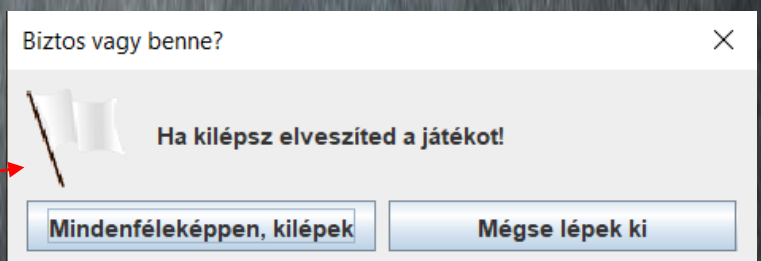 Biztos vagy benne?
Ha kilépsz elveszíted a játékot!
Mindenféleképpen, kilépek
Mégse lépek ki